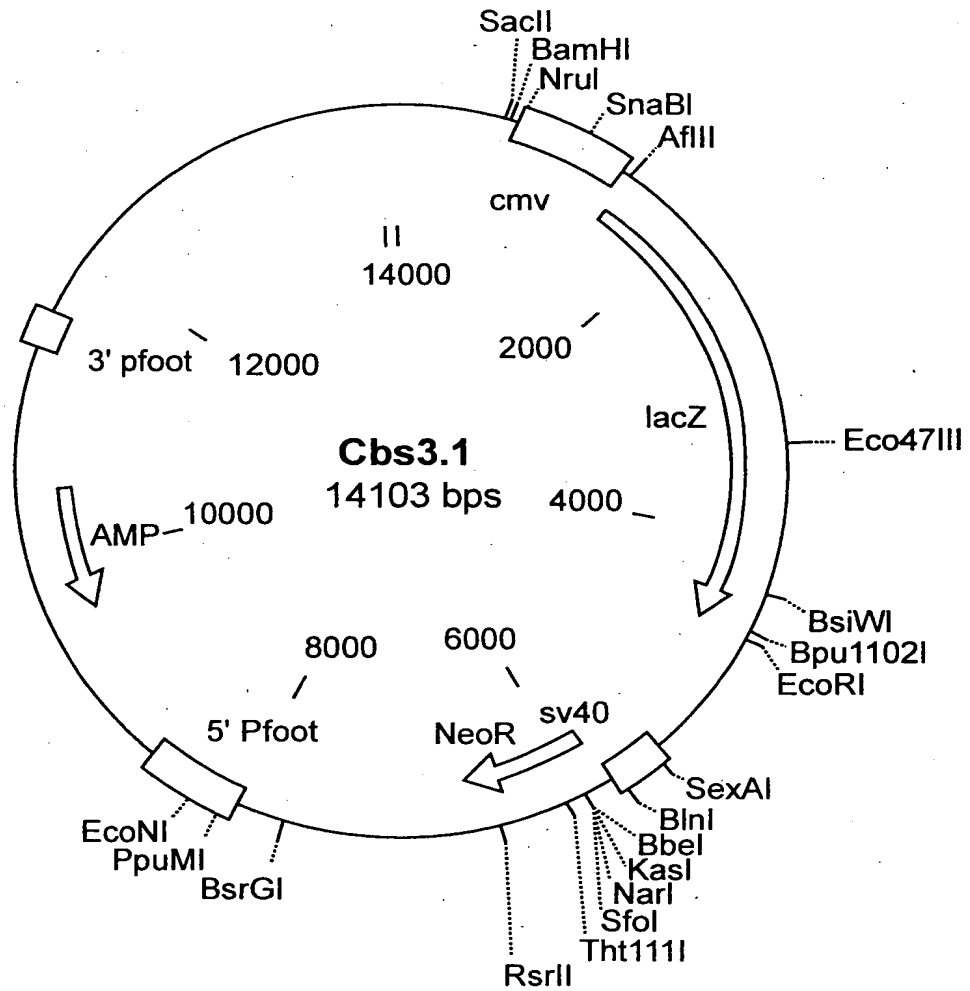 SacII
BamHI
NruI
SnaBI
AflII
cmv
14000
2000
3' pfoot
12000
lacZ
Cbs3.1
14103 bps
Eco47III
4000
10000
AMP
BsiWI
Bpu1102I
EcoRI
6000
8000
sv40
NeoR
5' Pfoot
SexAI
BlnI
BbeI
KasI
NarI
SfoI
Tht111I
RsrII
EcoNI
PpuMI
BsrGI